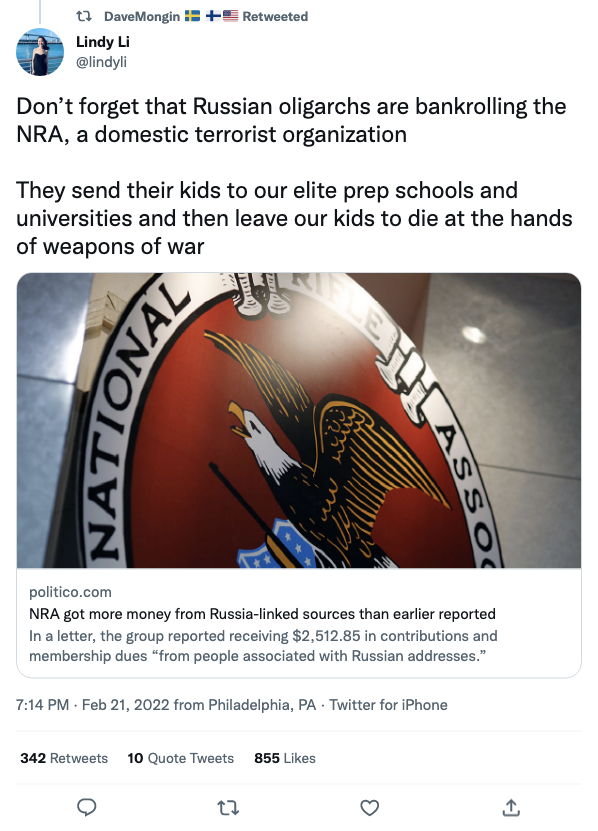 DaveMongin 🇸🇪 🇫🇮🇺🇸 Retweeted
Lindy Li
@lindyli
Don’t forget that Russian oligarchs are bankrolling the
NRA, a domestic terrorist organization
They send their kids to our elite prep schools and
universities and then leave our kids to die at the hands
of weapons of war
NATIONAL RIFLE ASSOC
politico.com
NRA got more money from Russia-linked sources than earlier reported
In a letter, the group reported receiving $2,512.85 in contributions and
membership dues “from people associated with Russian addresses.”
7:14 PM · Feb 21, 2022 from Philadelphia, PA · Twitter for iPhone
342 Retweets 10 Quote Tweets 855 Likes